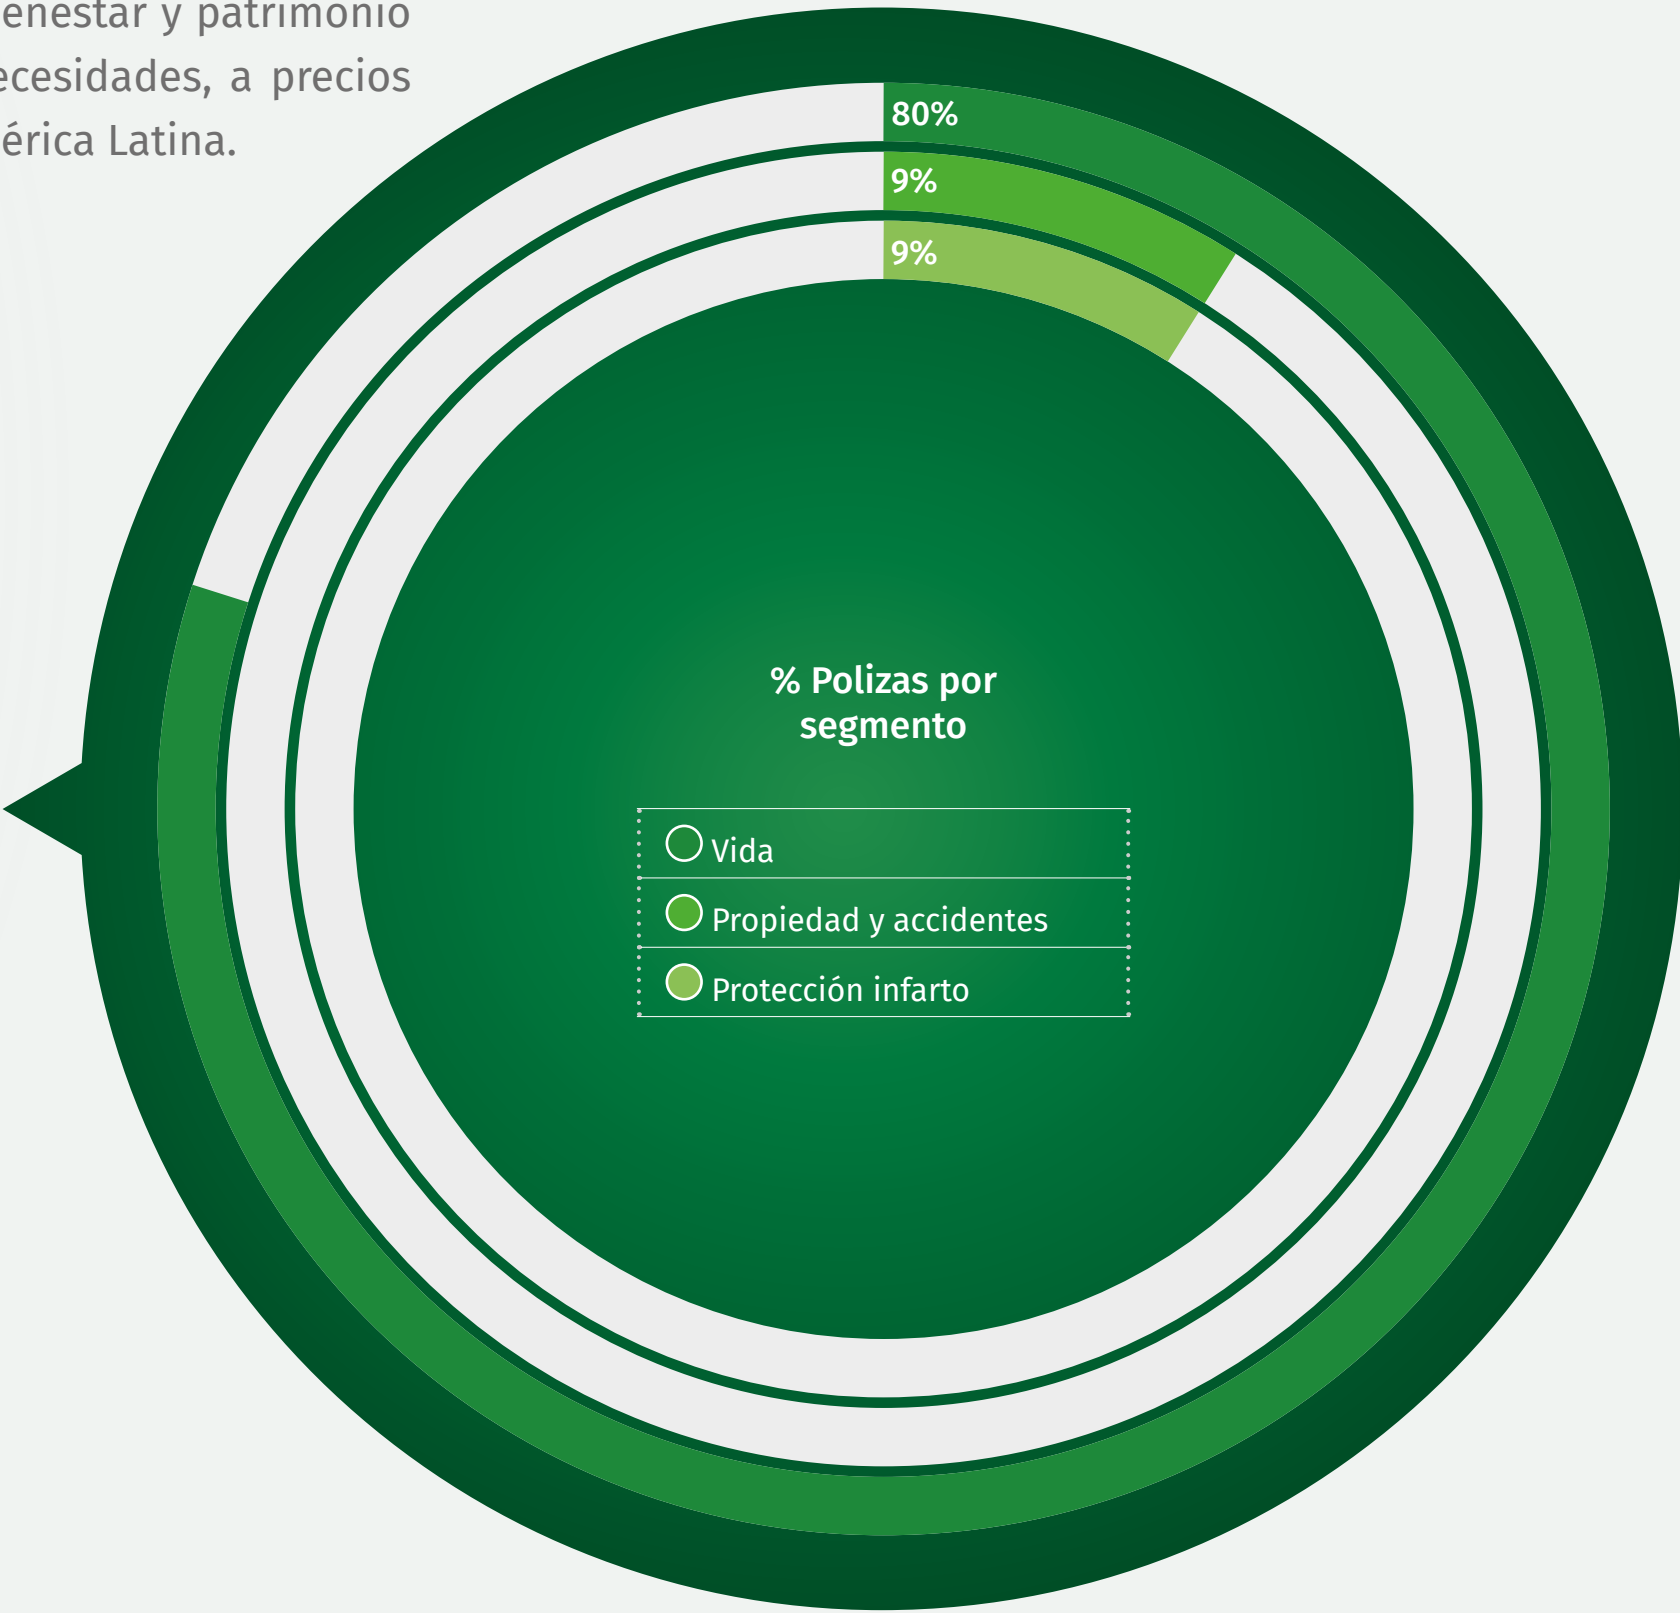 enestar y patrimonio
ecesidades, a precios
érica Latina.
80%
9%
9%
% Polizas por
segmento
Vida
Propiedad y accidentes
Protección infarto